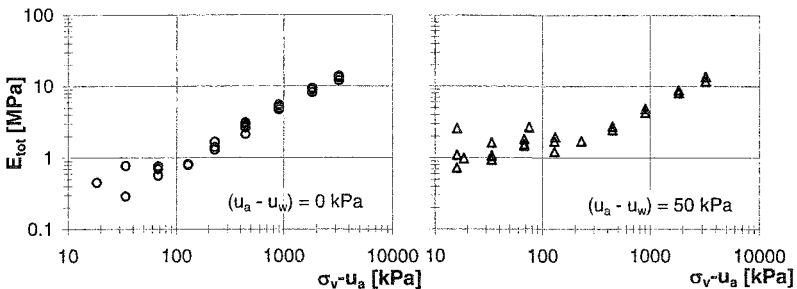 100
10
1
0.1
E_tot [MPa]
(u_a - u_w) = 0 kPa
10 100 1000 10000
σ_v-u_a [kPa]
(u_a - u_w) = 50 kPa
10 100 1000 10000
σ_v-u_a [kPa]